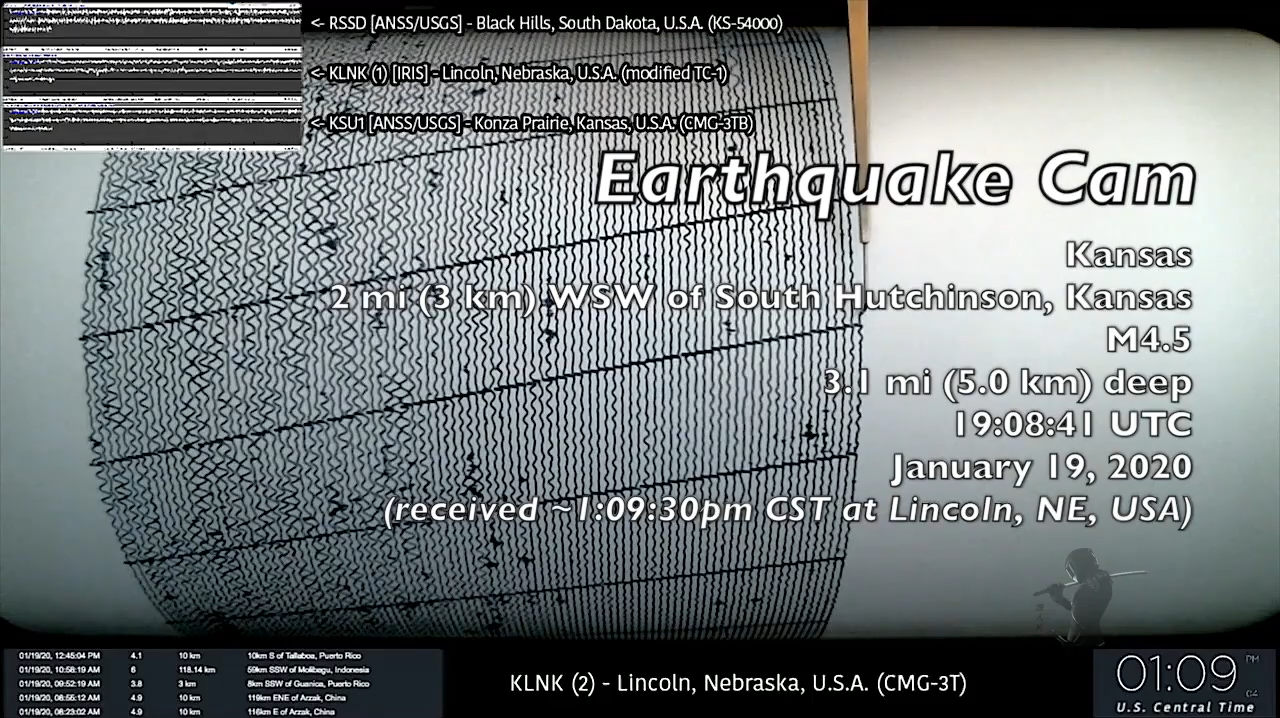 <- RSSD [ANSS/USGS] - Black Hills, South Dakota, U.S.A. (KS-54000)
<- KLNK (1) [IRIS] - Lincoln, Nebraska, U.S.A. (modified TC-1)
<- KSU1 [ANSS/USGS] - Konza Prairie, Kansas, U.S.A. (CMG-3TB)
Earthquake Cam
Kansas
2 mi (3 km) WSW of South Hutchinson, Kansas
M4.5
3.1 mi (5.0 km) deep
19:08:41 UTC
January 19, 2020
(received ~1:09:30pm CST at Lincoln, NE, USA)
01/19/20, 12:45:04 PM 4.1 10 km 10km S of Tallaboa, Puerto Rico
01/19/20, 10:58:19 AM 6 118.14 km 59km SSW of Molibagu, Indonesia
01/19/20, 09:52:19 AM 3.8 3 km 8km SSW of Guanica, Puerto Rico
01/19/20, 08:55:12 AM 4.9 10 km 119km ENE of Arzak, China
01/19/20, 08:23:02 AM 4.9 10 km 116km E of Arzak, China
KLNK (2) - Lincoln, Nebraska, U.S.A. (CMG-3T)
01:09 PM
U.S. Central Time